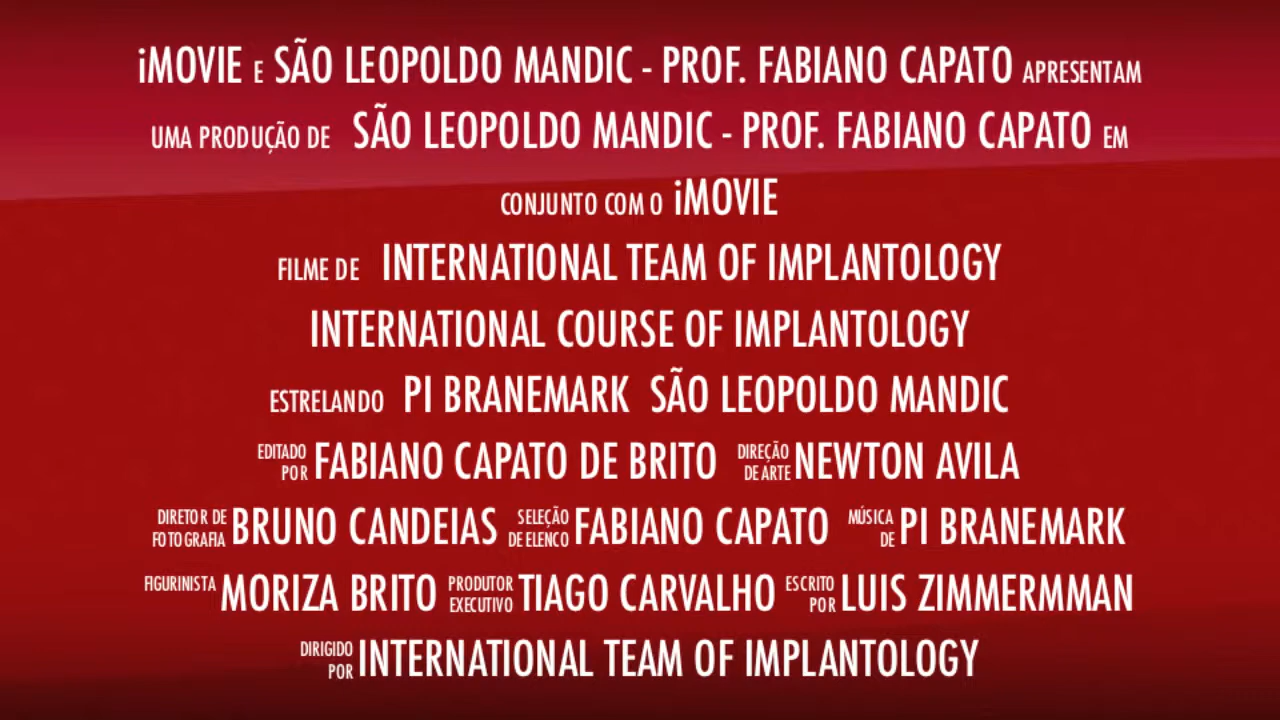 iMOVIE E SÃO LEOPOLDO MANDIC - PROF. FABIANO CAPATO APRESENTAM
UMA PRODUÇÃO DE SÃO LEOPOLDO MANDIC - PROF. FABIANO CAPATO EM
CONJUNTO COM O iMOVIE
FILME DE INTERNATIONAL TEAM OF IMPLANTOLOGY
INTERNATIONAL COURSE OF IMPLANTOLOGY
ESTRELANDO PI BRANEMARK SÃO LEOPOLDO MANDIC
EDITADO POR FABIANO CAPATO DE BRITO DIREÇÃO DE ARTE NEWTON AVILA
DIRETOR DE FOTOGRAFIA BRUNO CANDEIAS SELEÇÃO DE ELENCO FABIANO CAPATO MÚSICA DE PI BRANEMARK
FIGURINISTA MORIZA BRITO PRODUTOR EXECUTIVO TIAGO CARVALHO ESCRITO POR LUIS ZIMMERMMAN
DIRIGIDO POR INTERNATIONAL TEAM OF IMPLANTOLOGY